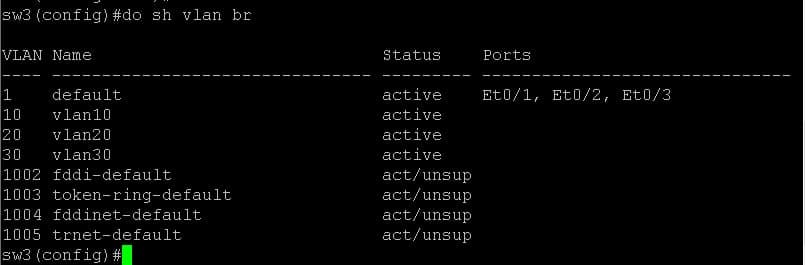 sw3(config)#do sh vlan br
VLAN Name                             Status    Ports
---- -------------------------------- --------- -------------------------------
1    default                          active    Et0/1, Et0/2, Et0/3
10   vlan10                           active
20   vlan20                           active
30   vlan30                           active
1002 fddi-default                     act/unsup
1003 token-ring-default               act/unsup
1004 fddinet-default                  act/unsup
1005 trnet-default                    act/unsup
sw3(config)#